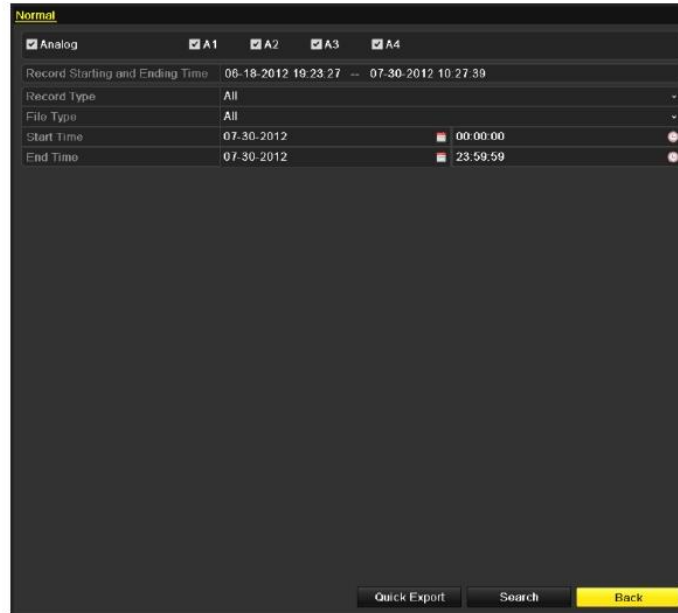 Normal
Analog A1 A2 A3 A4
Record Starting and Ending Time 06-18-2012 19:23:27 -- 07-30-2012 10:27:39
Record Type All
File Type All
Start Time 07-30-2012 00:00:00
End Time 07-30-2012 23:59:59
Quick Export Search Back